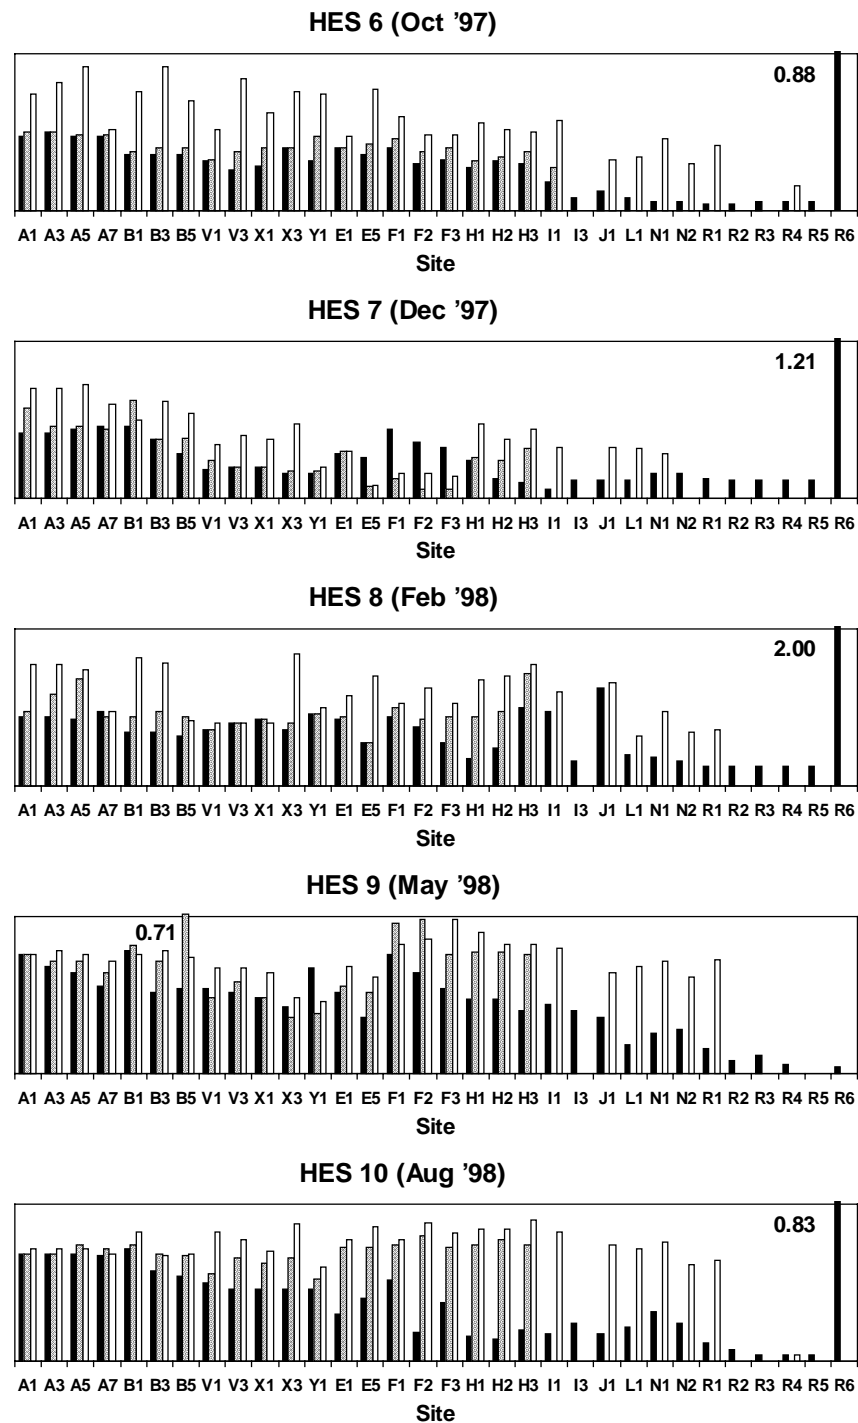 HES 6 (Oct '97)
0.88
A1 A3 A5 A7 B1 B3 B5 V1 V3 X1 X3 Y1 E1 E5 F1 F2 F3 H1 H2 H3 I1 I3 J1 L1 N1 N2 R1 R2 R3 R4 R5 R6
Site
HES 7 (Dec '97)
1.21
A1 A3 A5 A7 B1 B3 B5 V1 V3 X1 X3 Y1 E1 E5 F1 F2 F3 H1 H2 H3 I1 I3 J1 L1 N1 N2 R1 R2 R3 R4 R5 R6
Site
HES 8 (Feb '98)
2.00
A1 A3 A5 A7 B1 B3 B5 V1 V3 X1 X3 Y1 E1 E5 F1 F2 F3 H1 H2 H3 I1 I3 J1 L1 N1 N2 R1 R2 R3 R4 R5 R6
Site
HES 9 (May '98)
0.71
A1 A3 A5 A7 B1 B3 B5 V1 V3 X1 X3 Y1 E1 E5 F1 F2 F3 H1 H2 H3 I1 I3 J1 L1 N1 N2 R1 R2 R3 R4 R5 R6
Site
HES 10 (Aug '98)
0.83
A1 A3 A5 A7 B1 B3 B5 V1 V3 X1 X3 Y1 E1 E5 F1 F2 F3 H1 H2 H3 I1 I3 J1 L1 N1 N2 R1 R2 R3 R4 R5 R6
Site